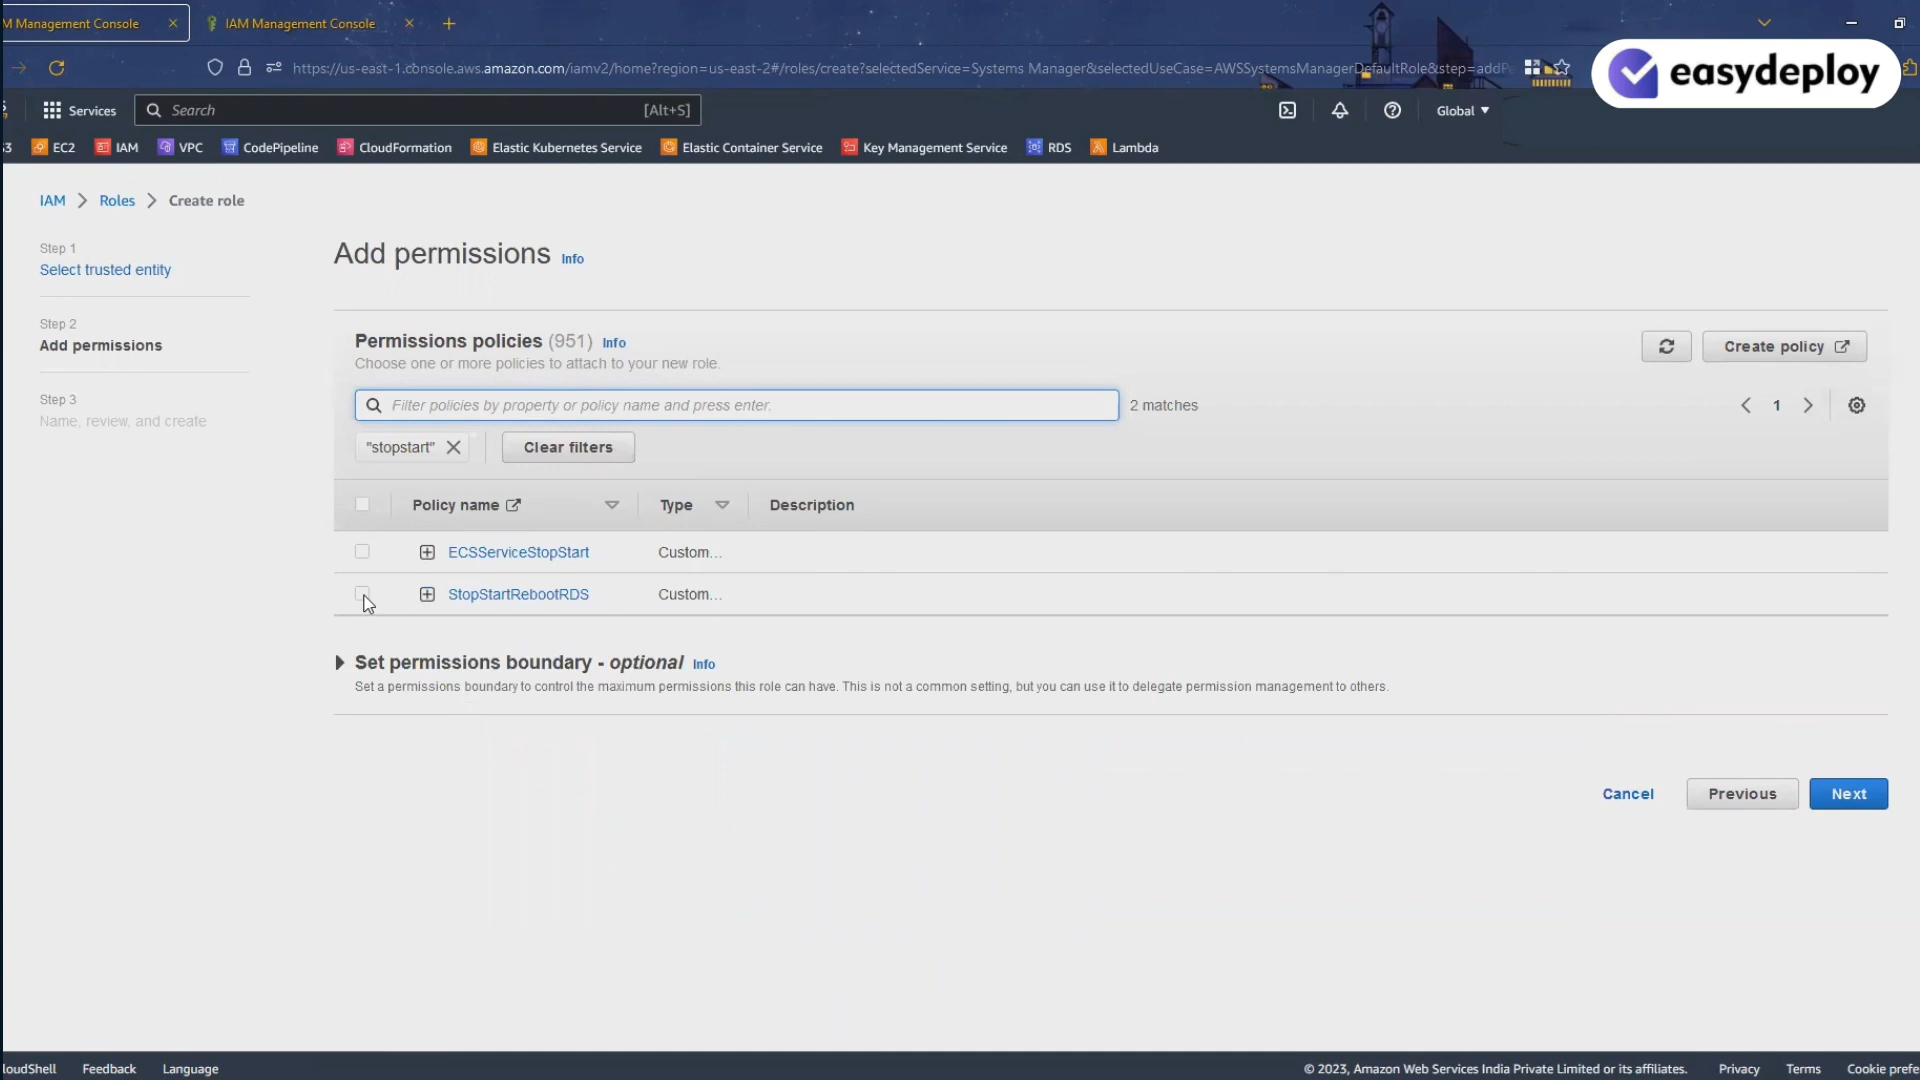 M Management Console
IAM Management Console
https://us-east-1.console.aws.amazon.com/iamv2/home?region=us-east-2#/roles/create?selectedService=Systems Manager&selectedUseCase=AWSSystemsManagerDefaultRole&step=addPe
easydeploy
Services
Search
[Alt+S]
Global
S3
EC2
IAM
VPC
CodePipeline
CloudFormation
Elastic Kubernetes Service
Elastic Container Service
Key Management Service
RDS
Lambda
IAM > Roles > Create role
Step 1
Select trusted entity
Step 2
Add permissions
Step 3
Name, review, and create
Add permissions Info
Permissions policies (951) Info
Choose one or more policies to attach to your new role.
Create policy
Filter policies by property or policy name and press enter.
2 matches
1
"stopstart"
Clear filters
Policy name
Type
Description
ECSServiceStopStart
Custom...
StopStartRebootRDS
Custom...
Set permissions boundary - optional Info
Set a permissions boundary to control the maximum permissions this role can have. This is not a common setting, but you can use it to delegate permission management to others.
Cancel
Previous
Next
loudShell
Feedback
Language
© 2023, Amazon Web Services India Private Limited or its affiliates.
Privacy
Terms
Cookie prefe